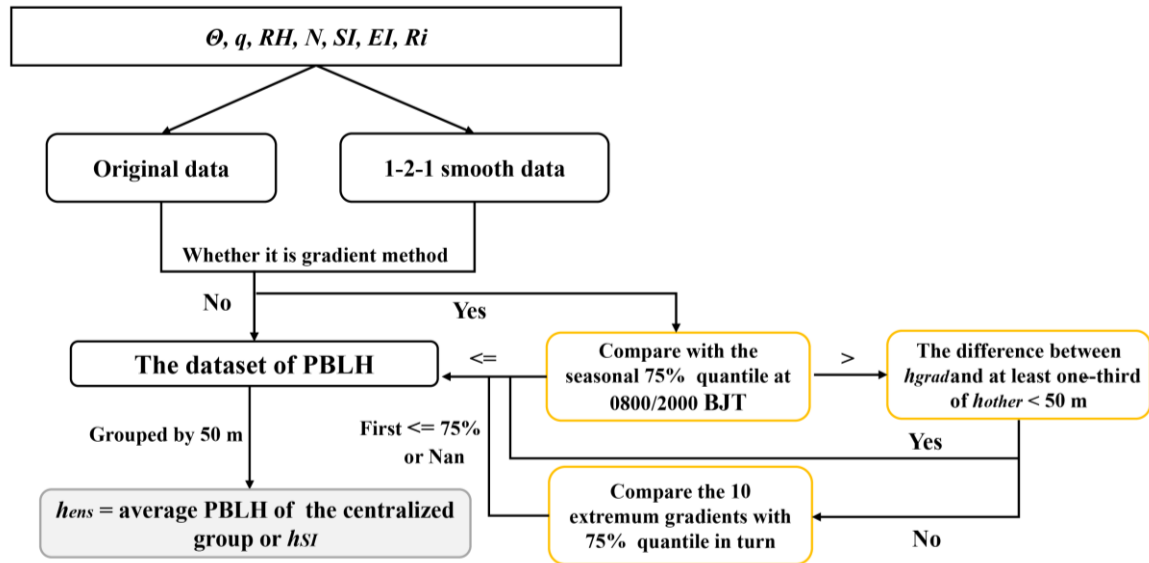 Θ, q, RH, N, SI, EI, Ri
Original data
1-2-1 smooth data
Whether it is gradient method
No
Yes
The dataset of PBLH
<=
Compare with the
seasonal 75% quantile at
0800/2000 BJT
>
The difference between
hgrad and at least one-third
of hother < 50 m
Grouped by 50 m
First <= 75%
or Nan
Yes
hens = average PBLH of the centralized
group or hSI
Compare the 10
extremum gradients with
75% quantile in turn
No